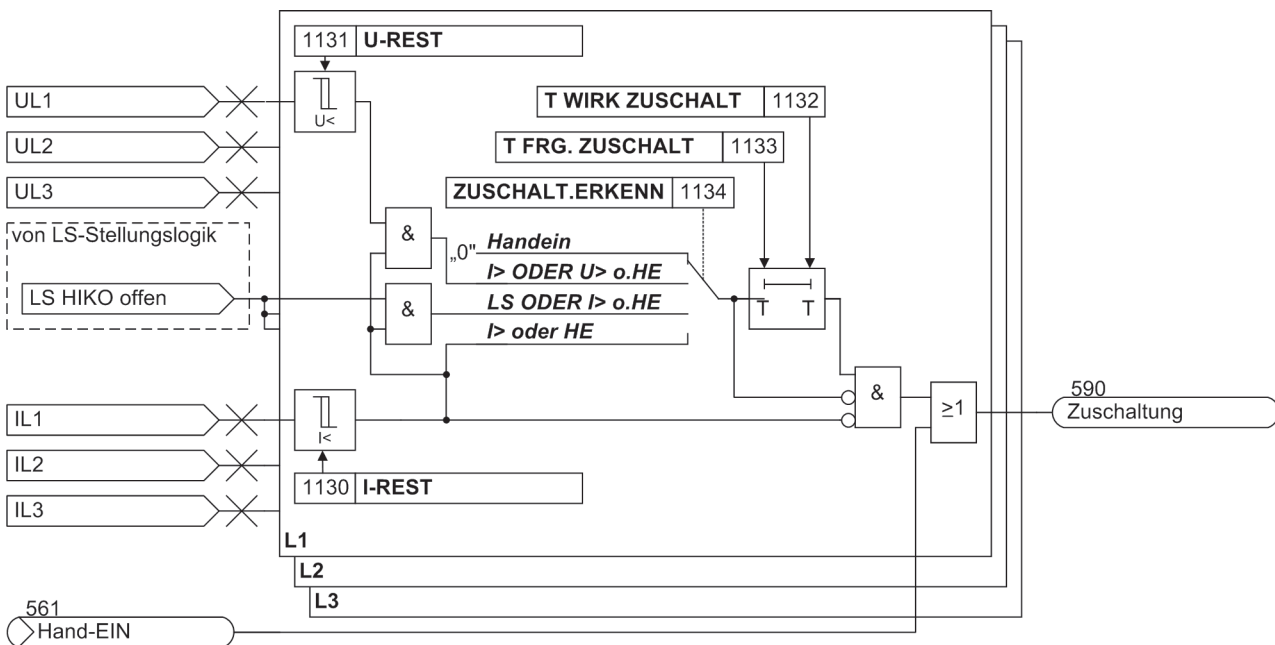 1131 U-REST
UL1
U<
T WIRK ZUSCHALT 1132
UL2
T FRG. ZUSCHALT 1133
UL3
ZUSCHALT.ERKENN 1134
von LS-Stellungslogik
&
„0" Handein
I> ODER U> o.HE
LS HIKO offen
&
LS ODER I> o.HE
T T
I> oder HE
IL1
I<
&
≥1
590
Zuschaltung
IL2
1130 I-REST
IL3
L1
L2
L3
561
Hand-EIN